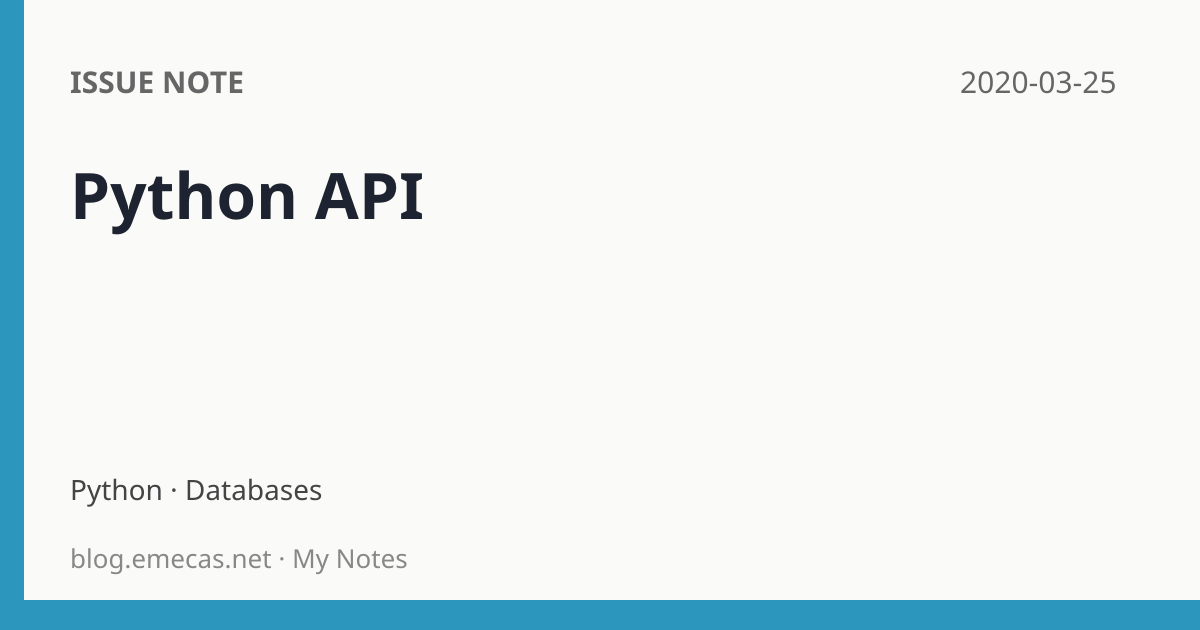 ISSUE NOTE
2020-03-25
Python API
Python · Databases
blog.emecas.net · My Notes